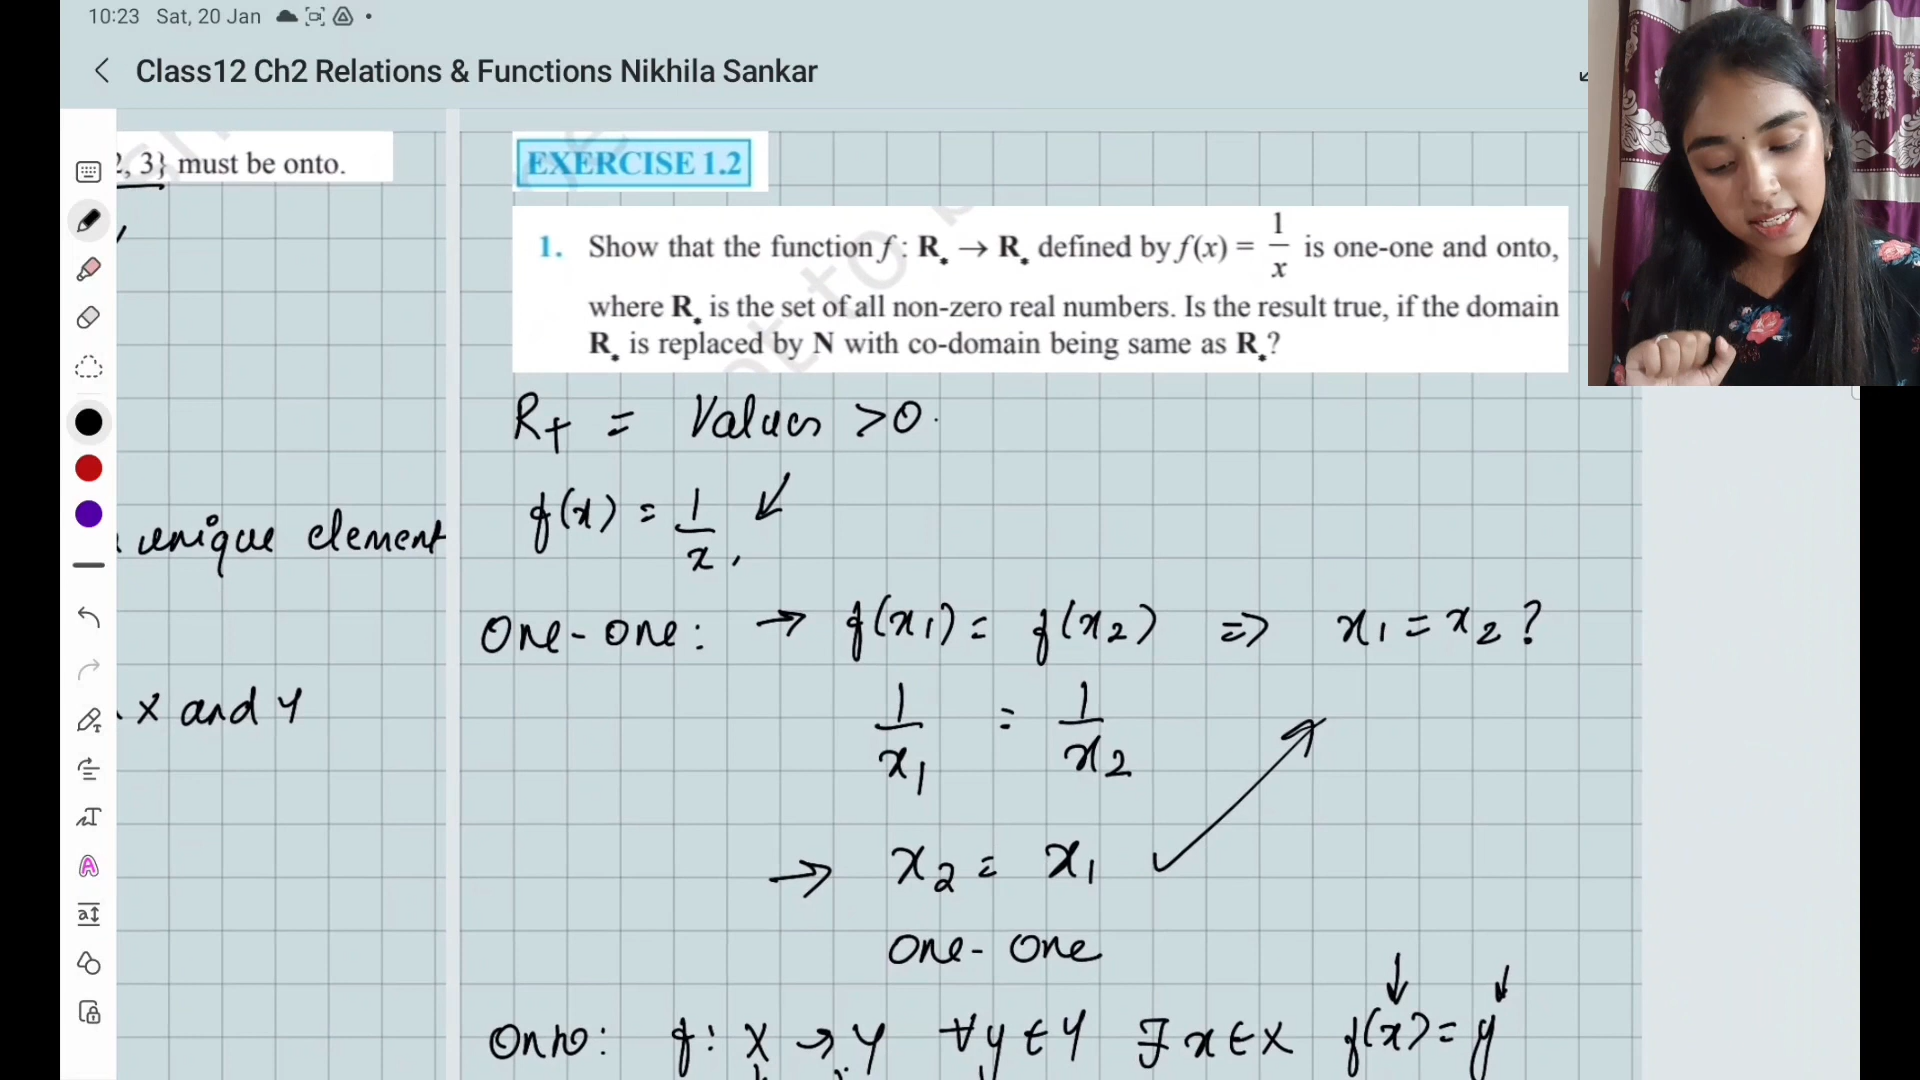 10:23 Sat, 20 Jan
Class12 Ch2 Relations & Functions Nikhila Sankar
2, 3} must be onto.
unique element
x and y
EXERCISE 1.2
1. Show that the function f : R* → R* defined by f(x) = 1/x is one-one and onto,
where R* is the set of all non-zero real numbers. Is the result true, if the domain
R* is replaced by N with co-domain being same as R*?
R+ = Values >0.
f(x) = 1/x,
One-one: → f(x1) = f(x2) => x1 = x2 ?
1/x1 = 1/x2
→ x2 = x1
One-One
Onto: f: X → Y ∀y ∈ Y ∃ x ∈ X f(x) = y